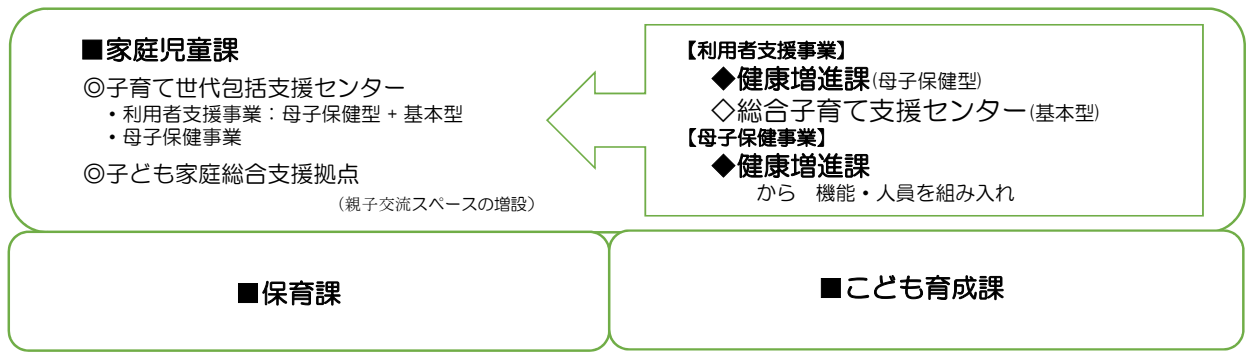 ■家庭児童課
◎子育て世代包括支援センター
・利用者支援事業：母子保健型 + 基本型
・母子保健事業
◎子ども家庭総合支援拠点
（親子交流スペースの増設）
【利用者支援事業】
◆健康増進課(母子保健型)
◇総合子育て支援センター(基本型)
【母子保健事業】
◆健康増進課
から　機能・人員を組み入れ
■保育課
■こども育成課